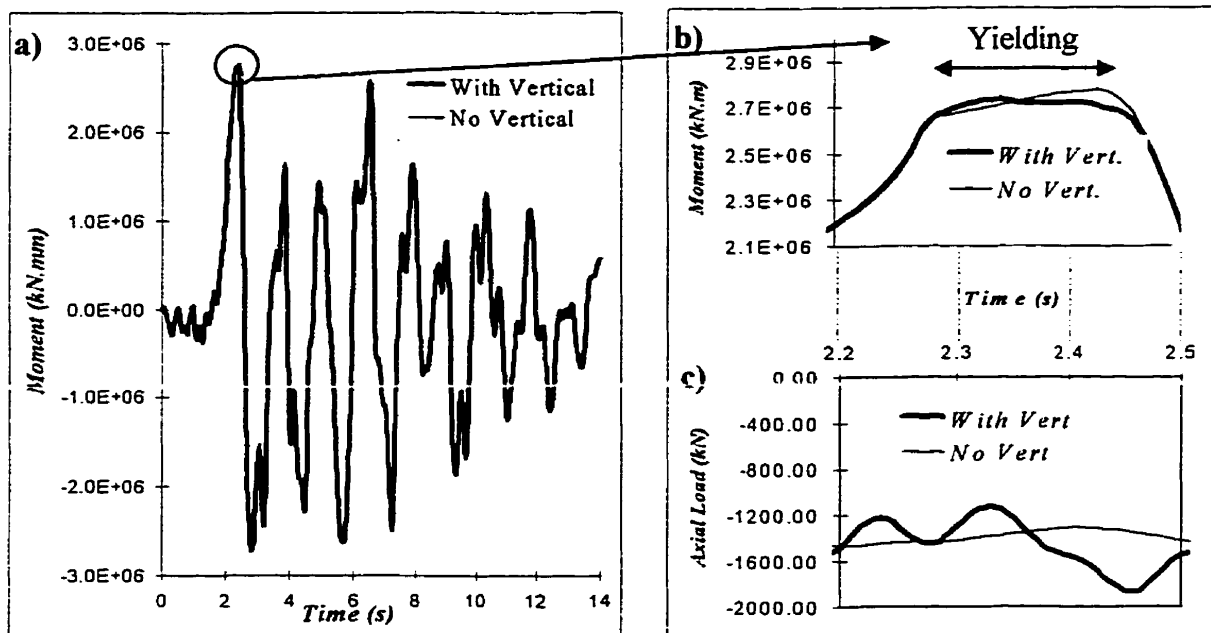 a)
3.0E+06
2.0E+06
1.0E+06
0.0E+00
-1.0E+06
-2.0E+06
-3.0E+06
Moment (kN.mm)
With Vertical
No Vertical
0 2 4 6 8 10 12 14
Time (s)
b)
Yielding
2.9E+06
2.7E+06
2.5E+06
2.3E+06
2.1E+06
Moment (kN.m)
With Vert.
No Vert.
Time (s)
2.2 2.3 2.4 2.5
c)
0.00
-400.00
-800.00
-1200.00
-1600.00
-2000.00
Axial Load (kN)
With Vert
No Vert